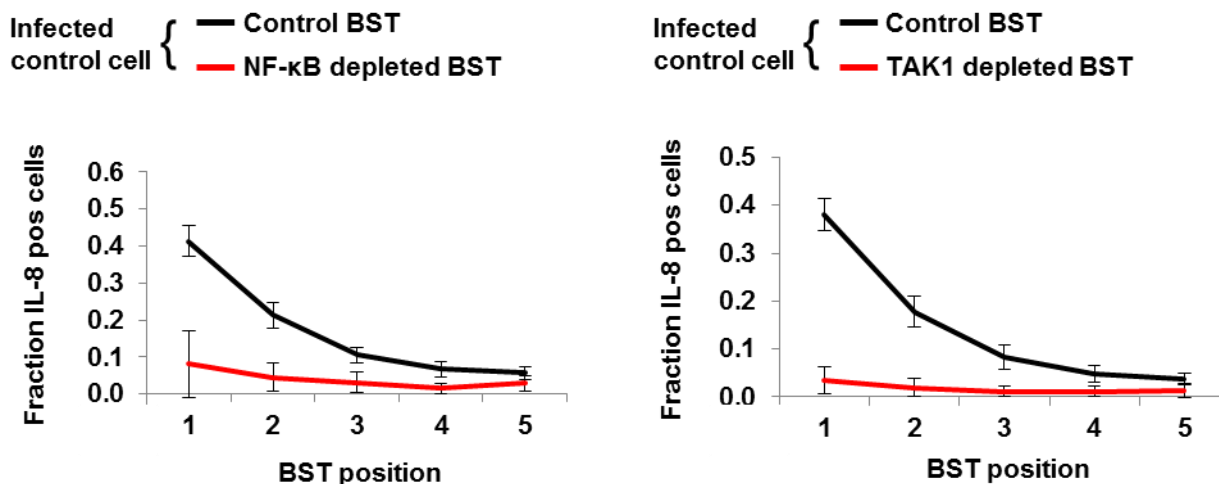 Infected control cell { Control BST
NF-κB depleted BST
Fraction IL-8 pos cells
0.6
0.5
0.4
0.3
0.2
0.1
0.0
1 2 3 4 5
BST position
Infected control cell { Control BST
TAK1 depleted BST
Fraction IL-8 pos cells
0.5
0.4
0.3
0.2
0.1
0.0
1 2 3 4 5
BST position